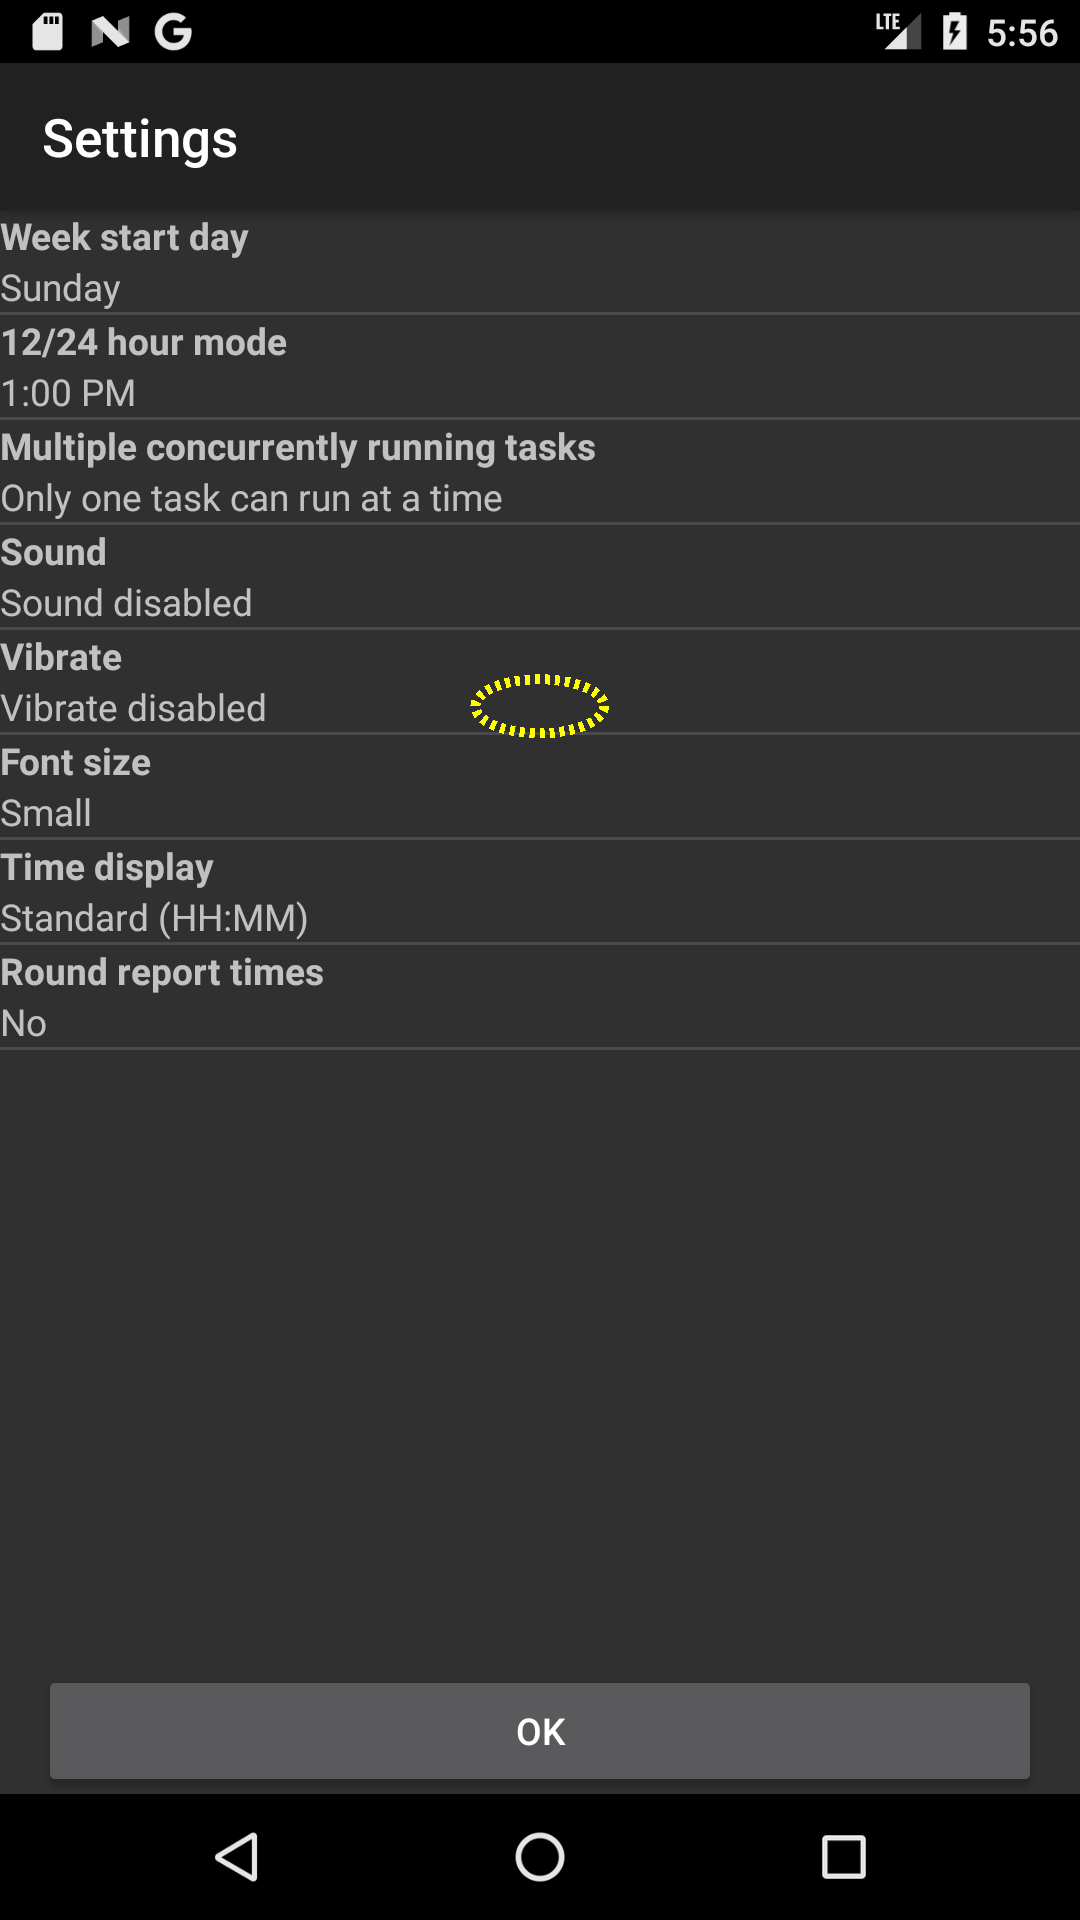 LTE 5:56
Settings
Week start day
Sunday
12/24 hour mode
1:00 PM
Multiple concurrently running tasks
Only one task can run at a time
Sound
Sound disabled
Vibrate
Vibrate disabled
Font size
Small
Time display
Standard (HH:MM)
Round report times
No
OK